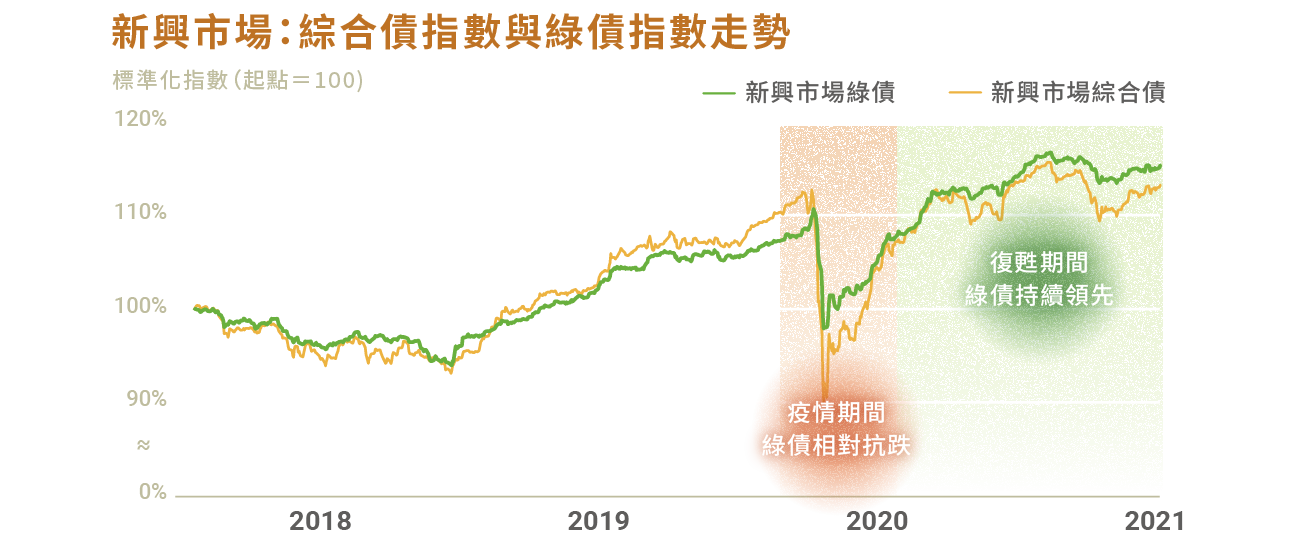 新興市場：綜合債指數與綠債指數走勢
標準化指數（起點＝100）
新興市場綠債
新興市場綜合債
120%
110%
100%
90%
≈
0%
復甦期間
綠債持續領先
疫情期間
綠債相對抗跌
2018
2019
2020
2021